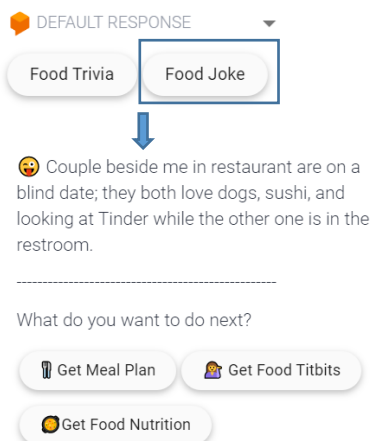 DEFAULT RESPONSE
Food Trivia Food Joke
😜 Couple beside me in restaurant are on a
blind date; they both love dogs, sushi, and
looking at Tinder while the other one is in the
restroom.
--------------------------------------------------
What do you want to do next?
🍽 Get Meal Plan 💁‍♀️ Get Food Titbits
🥘Get Food Nutrition